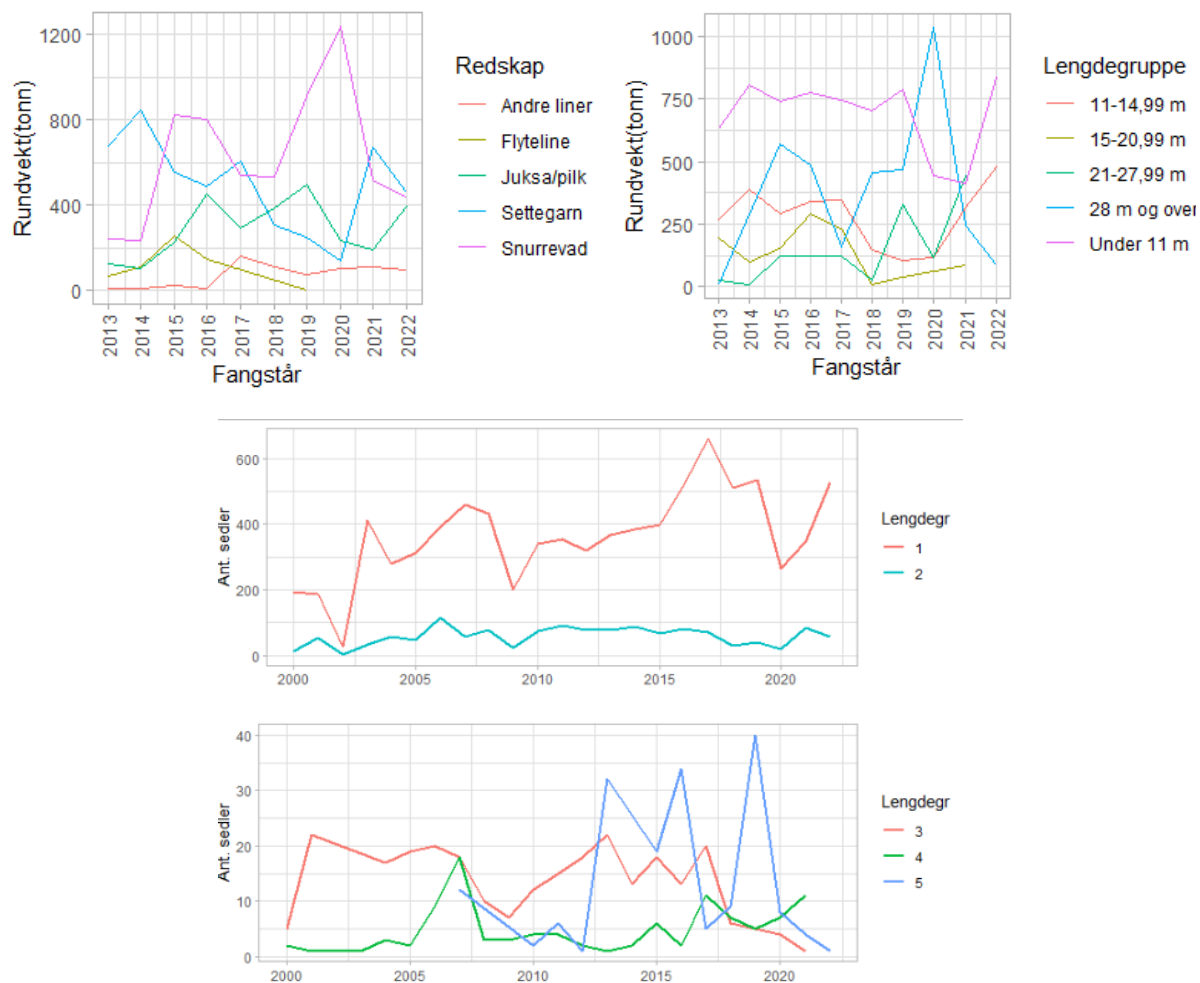 Rundvekt(tonn)
1200
800
400
0
2013
2014
2015
2016
2017
2018
2019
2020
2021
2022
Fangstår
Redskap
Andre liner
Flyteline
Juksa/pilk
Settegarn
Snurrevad
Rundvekt(tonn)
1000
750
500
250
0
2013
2014
2015
2016
2017
2018
2019
2020
2021
2022
Fangstår
Lengdegruppe
11-14,99 m
15-20,99 m
21-27,99 m
28 m og over
Under 11 m
Ant. sedler
600
400
200
0
2000 2005 2010 2015 2020
Lengdegr
1
2
Ant. sedler
40
30
20
10
0
2000 2005 2010 2015 2020
Lengdegr
3
4
5